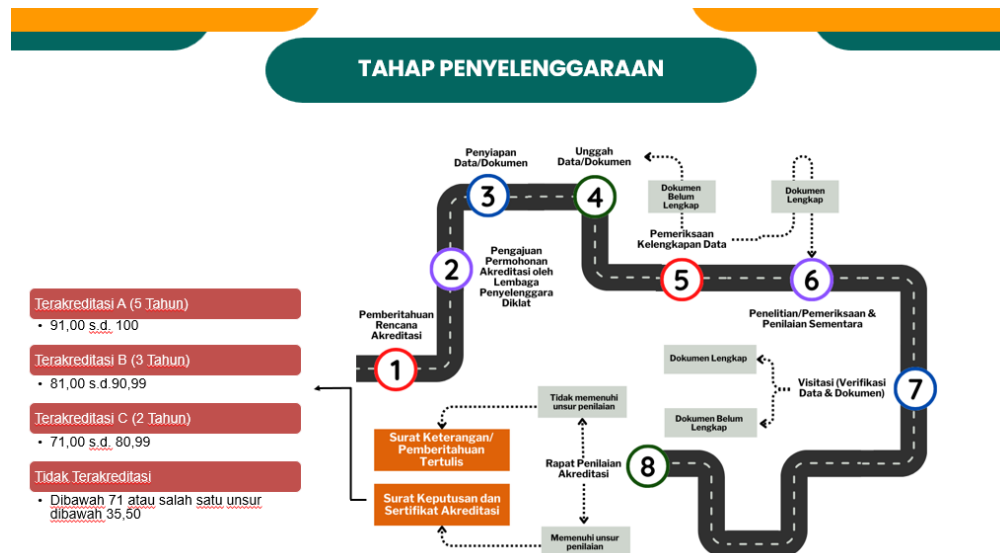 TAHAP PENYELENGGARAAN
Penyiapan
Data/Dokumen
3
Unggah
Data/Dokumen
4
Dokumen
Belum
Lengkap
Dokumen
Lengkap
Pemeriksaan
Kelengkapan Data
5
6
Penelitian/Pemeriksaan &
Penilaian Sementara
2
Pengajuan
Permohonan
Akreditasi oleh
Lembaga
Penyelenggara
Diklat
Pemberitahuan
Rencana
Akreditasi
1
Terakreditasi A (5 Tahun)
• 91,00 s.d. 100
Terakreditasi B (3 Tahun)
• 81,00 s.d.90,99
Terakreditasi C (2 Tahun)
• 71,00 s.d. 80,99
Tidak Terakreditasi
• Dibawah 71 atau salah satu unsur
dibawah 35,50
Dokumen Lengkap
Visitasi (Verifikasi
Data & Dokumen)
7
Dokumen Belum
Lengkap
Tidak memenuhi
unsur penilaian
Surat Keterangan/
Pemberitahuan
Tertulis
Rapat Penilaian
Akreditasi
8
Surat Keputusan dan
Sertifikat Akreditasi
Memenuhi unsur
penilaian